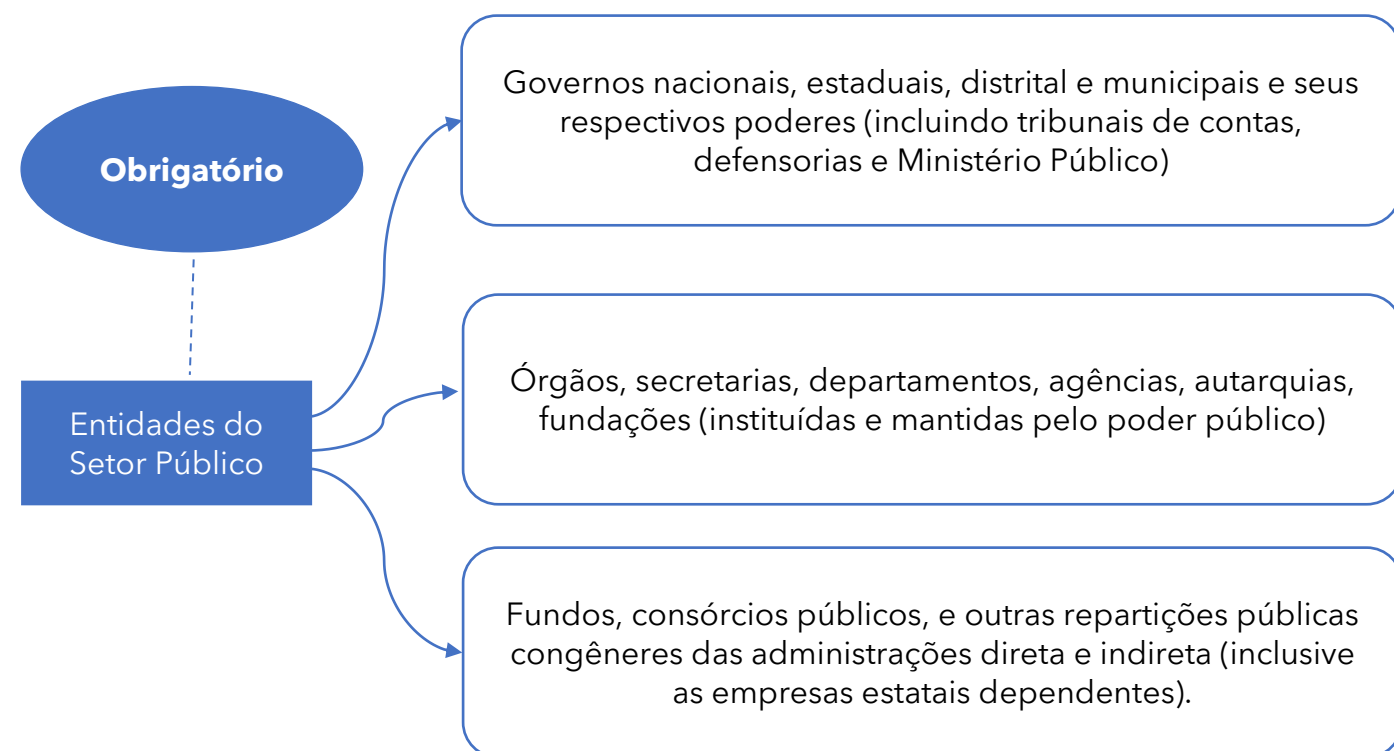 Obrigatório
Entidades do
Setor Público
Governos nacionais, estaduais, distrital e municipais e seus
respectivos poderes (incluindo tribunais de contas,
defensorias e Ministério Público)
Órgãos, secretarias, departamentos, agências, autarquias,
fundações (instituídas e mantidas pelo poder público)
Fundos, consórcios públicos, e outras repartições públicas
congêneres das administrações direta e indireta (inclusive
as empresas estatais dependentes).